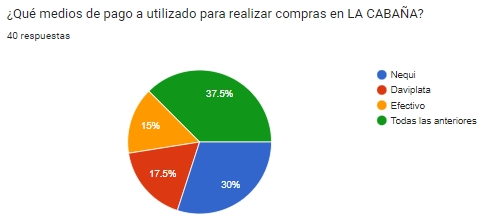 ¿Qué medios de pago a utilizado para realizar compras en LA CABAÑA?
40 respuestas
37.5%
15%
17.5%
30%
Nequi
Daviplata
Efectivo
Todas las anteriores